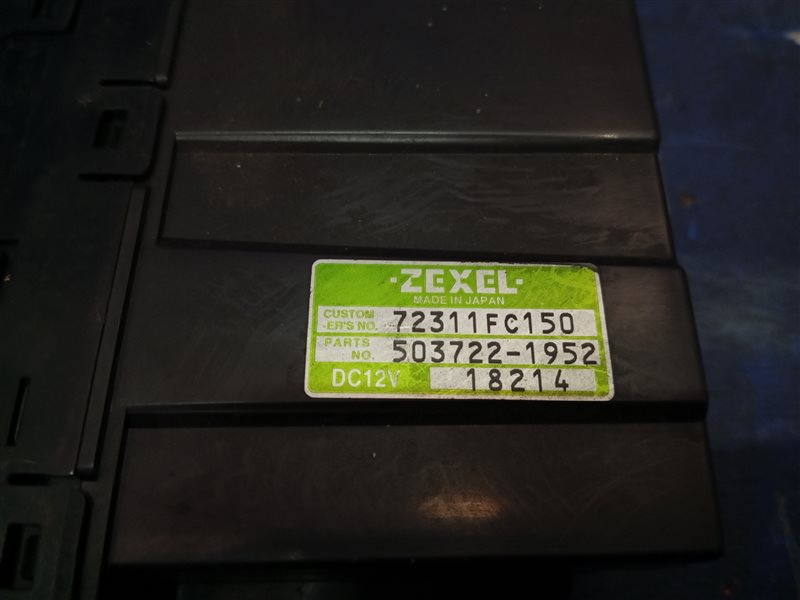 ·ZEXEL·
MADE IN JAPAN
CUSTOM
-ER'S NO. 72311FC150
PARTS
NO. 503722-1952
DC12V 18214